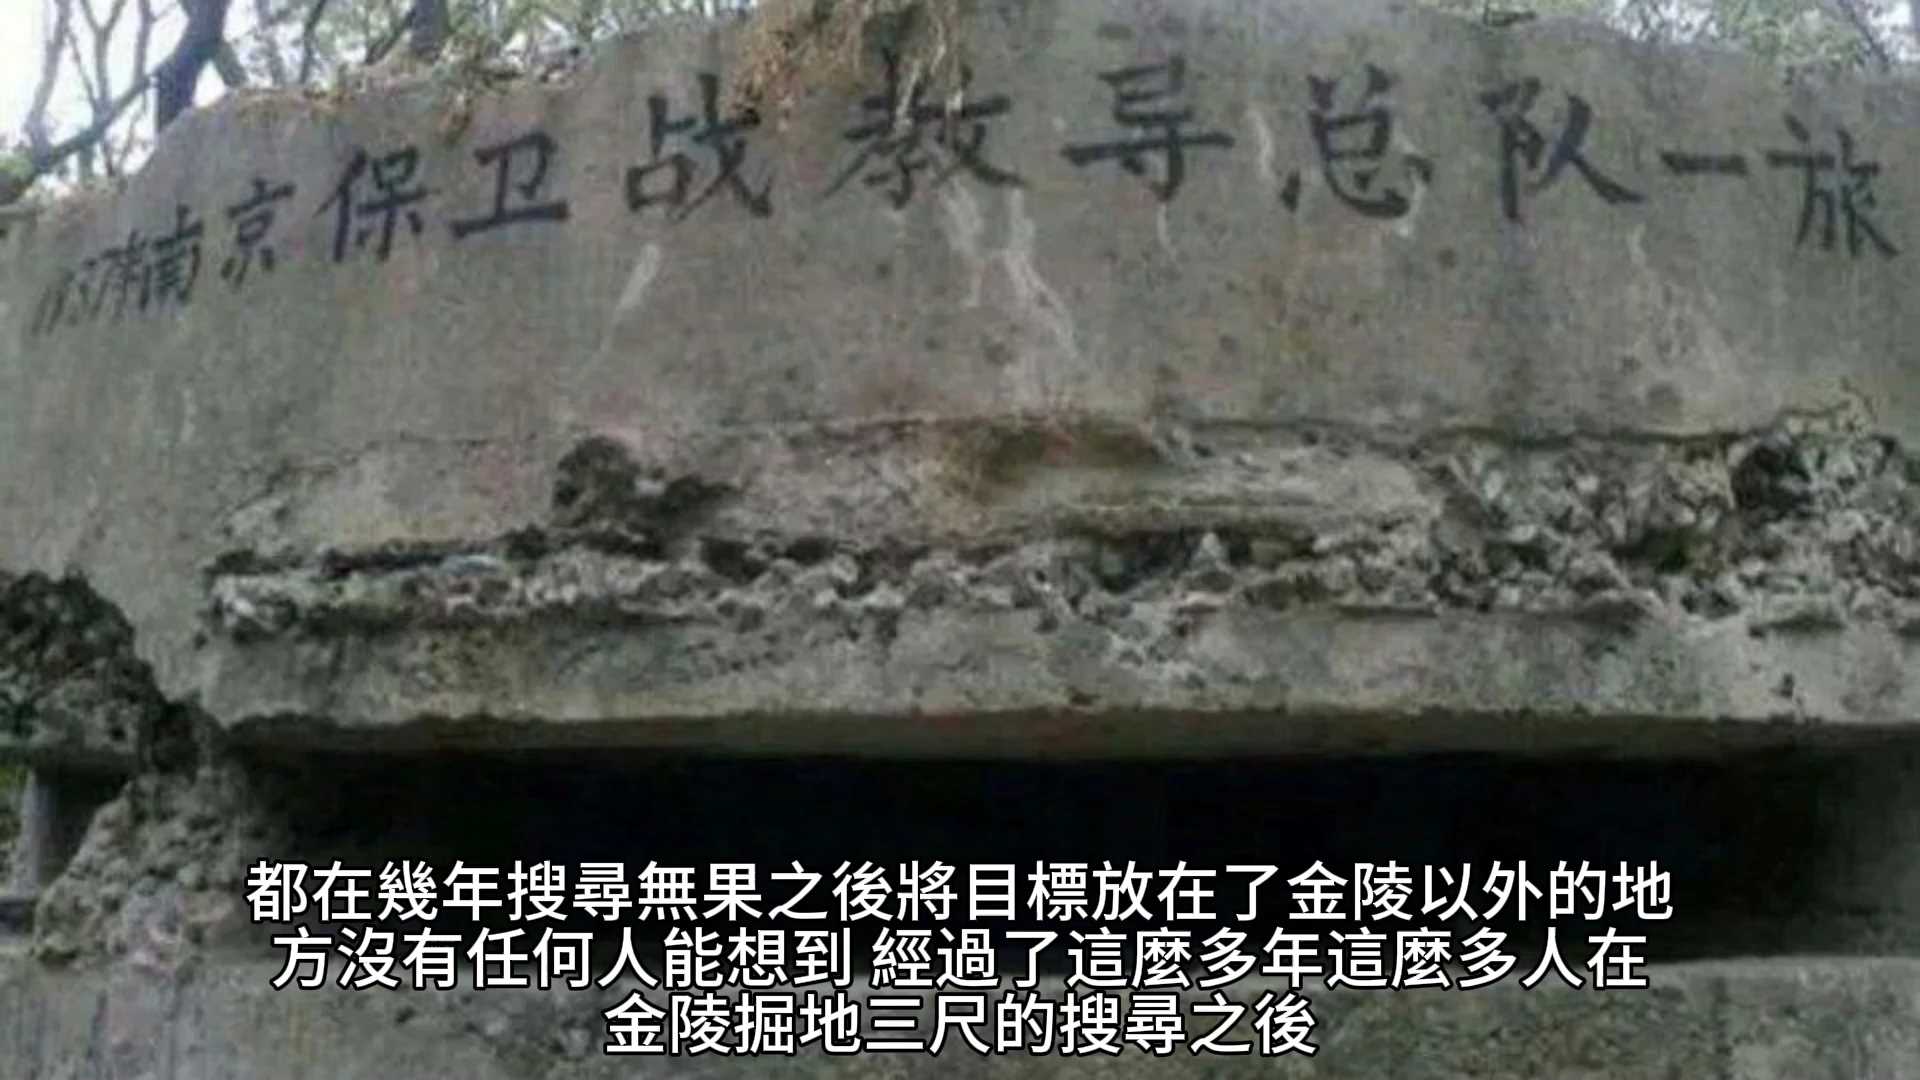 南京保卫战教导总队一旅
都在幾年搜尋無果之後將目標放在了金陵以外的地
方沒有任何人能想到 經過了這麼多年這麼多人在
金陵掘地三尺的搜尋之後